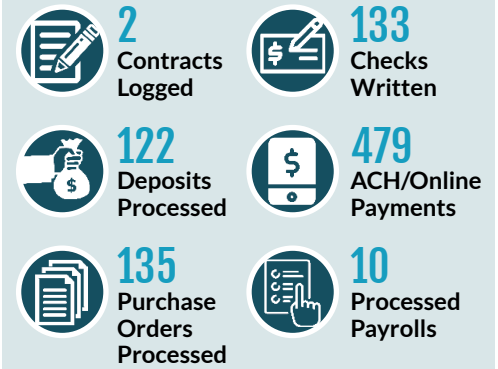 2
Contracts
Logged
133
Checks
Written
$
122
Deposits
Processed
$
479
ACH/Online
Payments
$
135
Purchase
Orders
Processed
10
Processed
Payrolls